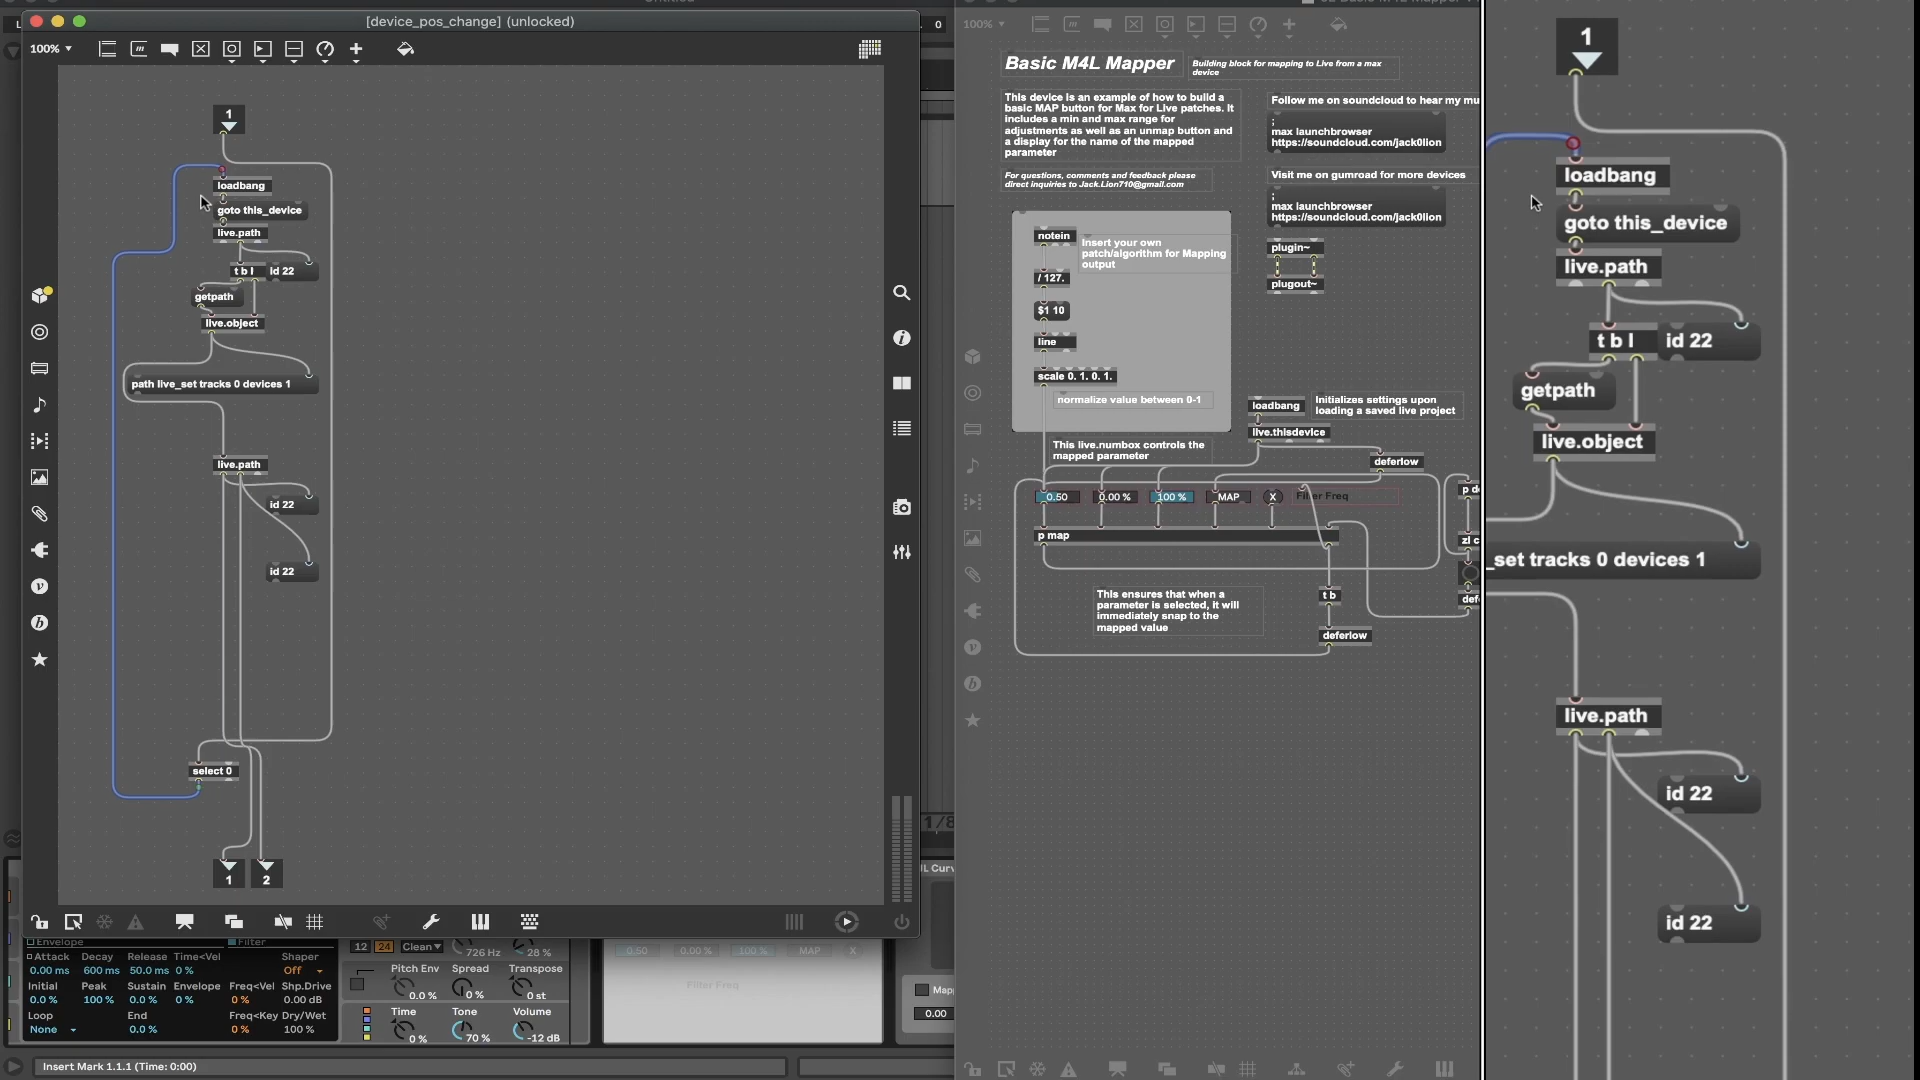 [device_pos_change] (unlocked)
100%
1
loadbang
goto this_device
live.path
t b l
id 22
getpath
live.object
path live_set tracks 0 devices 1
live.path
id 22
id 22
select 0
1
2
0
100%
Basic M4L Mapper
Building block for mapping to Live from a max
device
This device is an example of how to build a
basic MAP button for Max for Live patches. It
includes a min and max range for
adjustments as well as an unmap button and
a display for the name of the mapped
parameter
For questions, comments and feedback please
direct inquiries to Jack.Lion710@gmail.com
Follow me on soundcloud to hear my mu
;
max launchbrowser
https://soundcloud.com/jack0lion
Visit me on gumroad for more devices
;
max launchbrowser
https://soundcloud.com/jack0lion
plugin~
plugout~
notein
Insert your own
patch/algorithm for Mapping
output
/ 127.
$1 10
line
scale 0. 1. 0. 1.
normalize value between 0-1
loadbang
Initializes settings upon
loading a saved live project
live.thisdevice
This live.numbox controls the
mapped parameter
deferlow
0.50
0.00 %
100 %
MAP
X
Filter Freq
p map
This ensures that when a
parameter is selected, it will
immediately snap to the
mapped value
t b
deferlow
p de
zl c
defe
1
loadbang
goto this_device
live.path
t b l
id 22
getpath
live.object
_set tracks 0 devices 1
live.path
id 22
id 22
1/8
Envelope
Filter
Attack
Decay
Release
Time<Vel
Shaper
0.00 ms
600 ms
50.0 ms
0 %
Off
Initial
Peak
Sustain
Envelope
Freq<Vel
Shp.Drive
0.0 %
100 %
0.0 %
0 %
0 %
0.00 dB
Loop
End
Freq<Key
Dry/Wet
None
0.0 %
0 %
100 %
12
24
Clean
726 Hz
28 %
Pitch Env
Spread
Transpose
0.0 %
0 %
0 st
Time
Tone
Volume
0 %
70 %
-12 dB
0.50
0.00 %
100 %
MAP
X
Filter Freq
L Curv
Map
0.00
Insert Mark 1.1.1 (Time: 0:00)